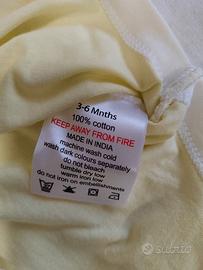 3-6 Mnths
100% cotton
KEEP AWAY FROM FIRE
MADE IN INDIA
machine wash cold
wash dark colours separately
do not bleach
tumble dry low
warm iron low
do not iron on embellishments
subito